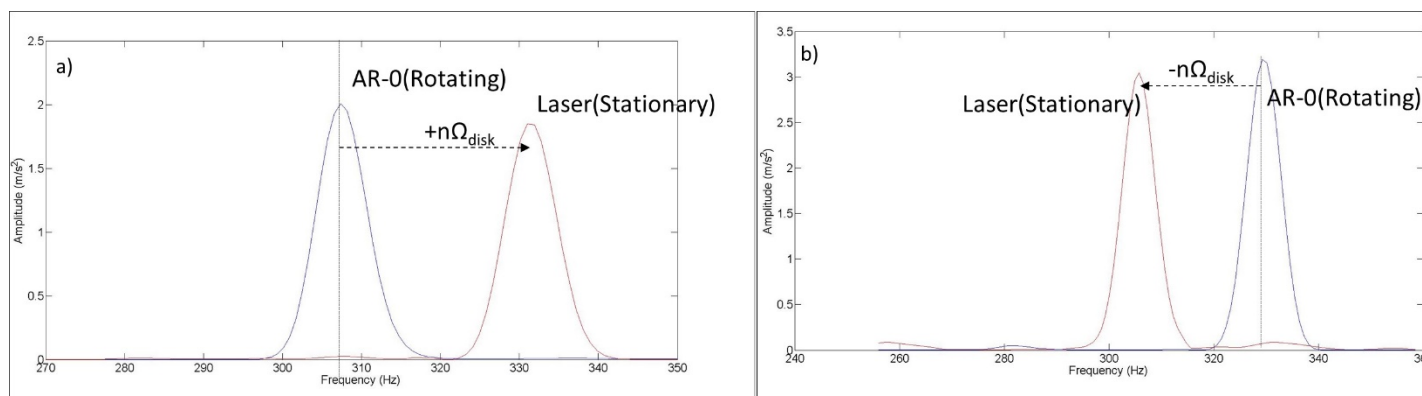 a)
2.5
2
1.5
1
0.5
0
Amplitude (m/s²)
AR-0(Rotating)
Laser(Stationary)
+nΩdisk
270 280 290 300 310 320 330 340 350
Frequency (Hz)
b)
3.5
3
2.5
2
1.5
1
0.5
0
Amplitude (m/s²)
-nΩdisk
Laser(Stationary)
AR-0(Rotating)
240 260 280 300 320 340 36
Frequency (Hz)